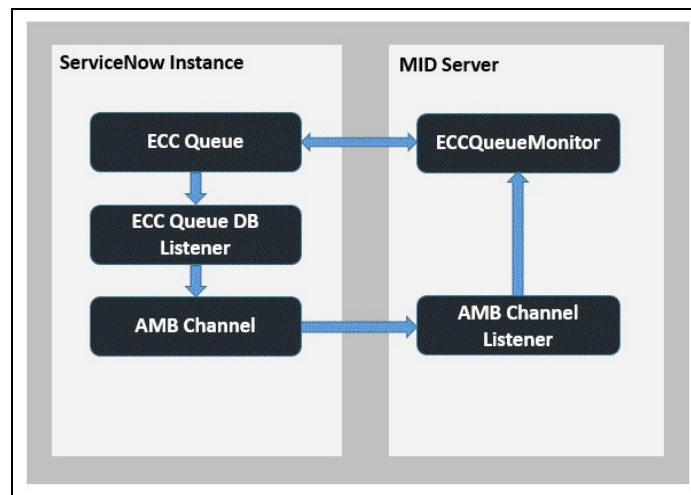 ServiceNow Instance
MID Server
ECC Queue
ECCQueueMonitor
ECC Queue DB
Listener
AMB Channel
AMB Channel
Listener